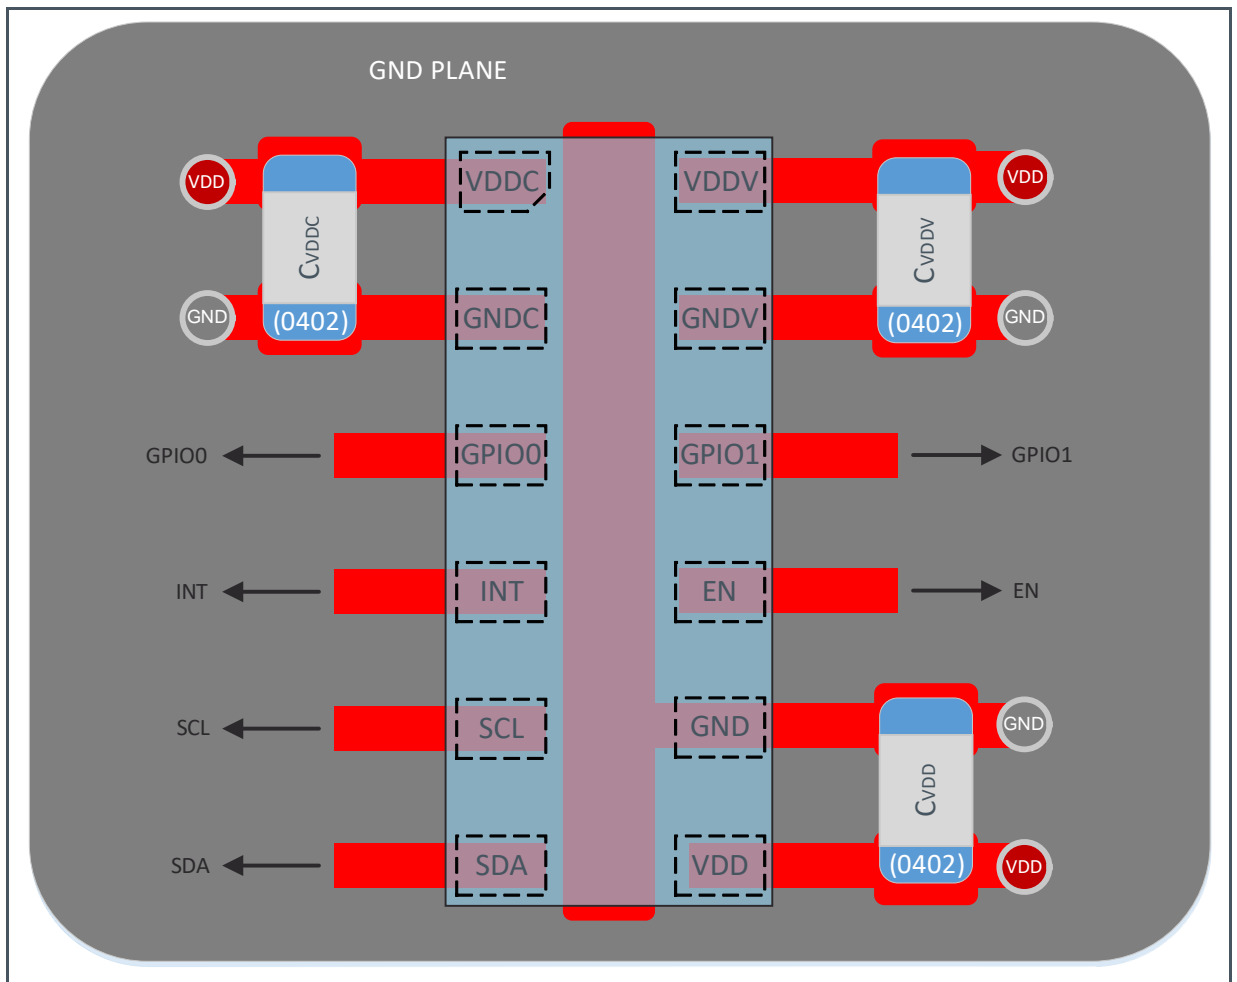 GND PLANE
VDD
CVDDC
VDDC
VDDV
CVDDV
VDD
GND
(0402)
GNDC
GNDV
(0402)
GND
GPIO0
GPIO0
GPIO1
GPIO1
INT
INT
EN
EN
SCL
SCL
GND
GND
CVDD
SDA
SDA
VDD
(0402)
VDD